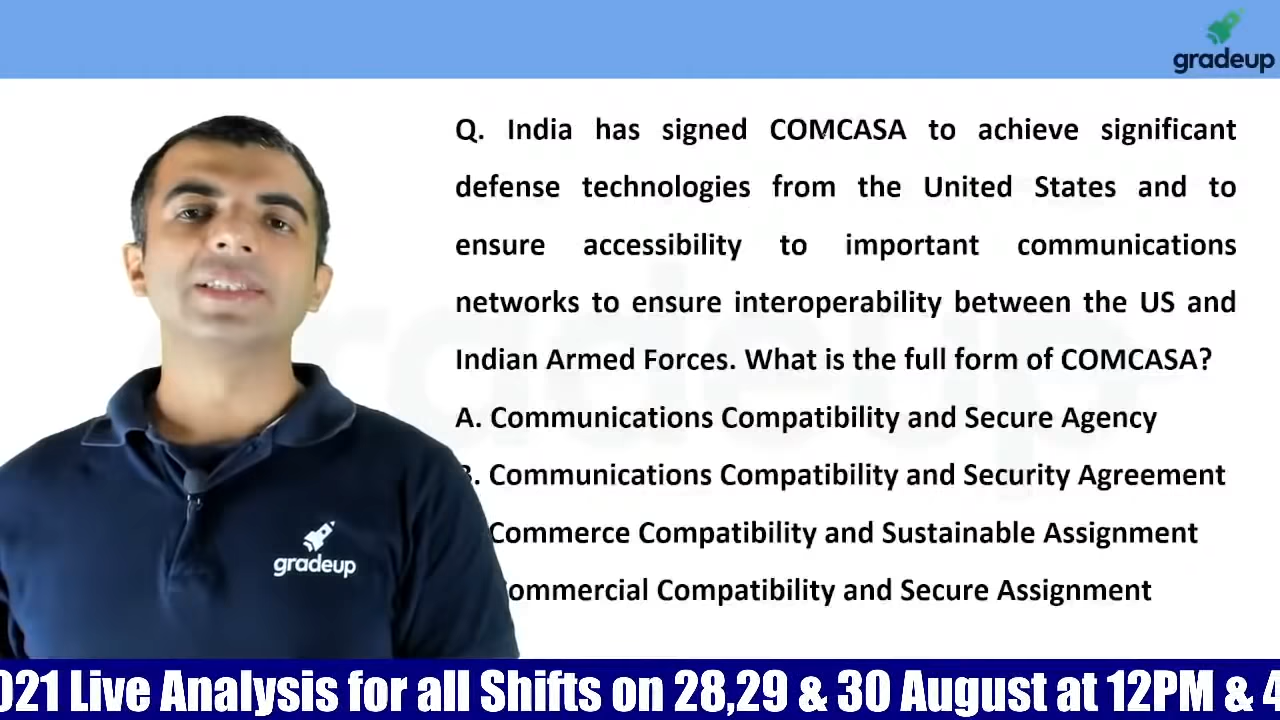 gradeup
Q. India has signed COMCASA to achieve significant
defense technologies from the United States and to
ensure accessibility to important communications
networks to ensure interoperability between the US and
Indian Armed Forces. What is the full form of COMCASA?
A. Communications Compatibility and Secure Agency
B. Communications Compatibility and Security Agreement
Commerce Compatibility and Sustainable Assignment
ommercial Compatibility and Secure Assignment
gradeup
021 Live Analysis for all Shifts on 28,29 & 30 August at 12PM & 4